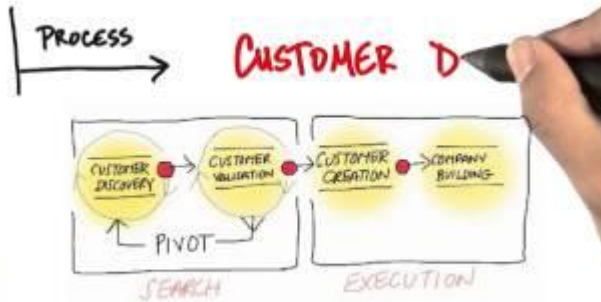 PROCESS
CUSTOMER D
CUSTOMER
DISCOVERY
CUSTOMER
VALIDATION
CUSTOMER
CREATION
COMPANY
BUILDING
PIVOT
SEARCH
EXECUTION